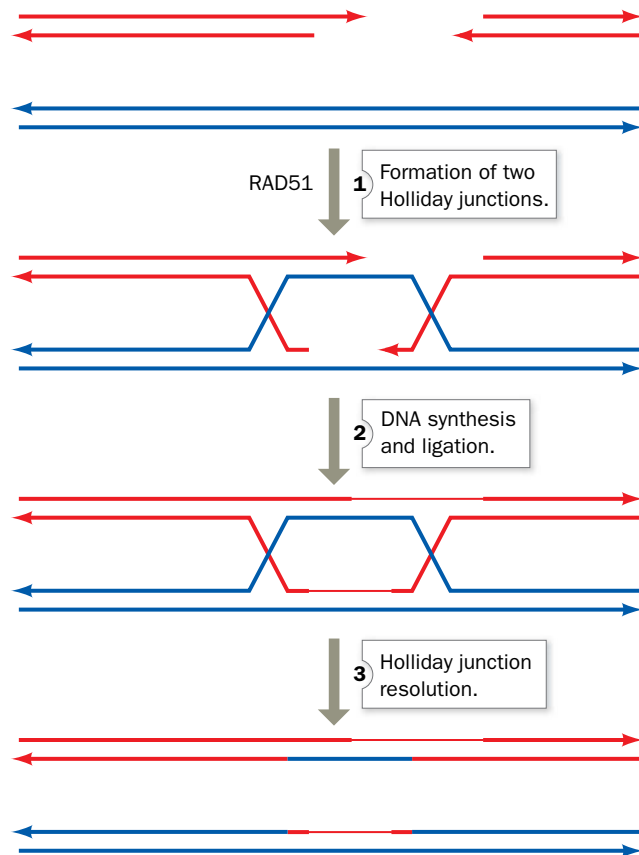 RAD51
1 Formation of two
Holliday junctions.
2 DNA synthesis
and ligation.
3 Holliday junction
resolution.